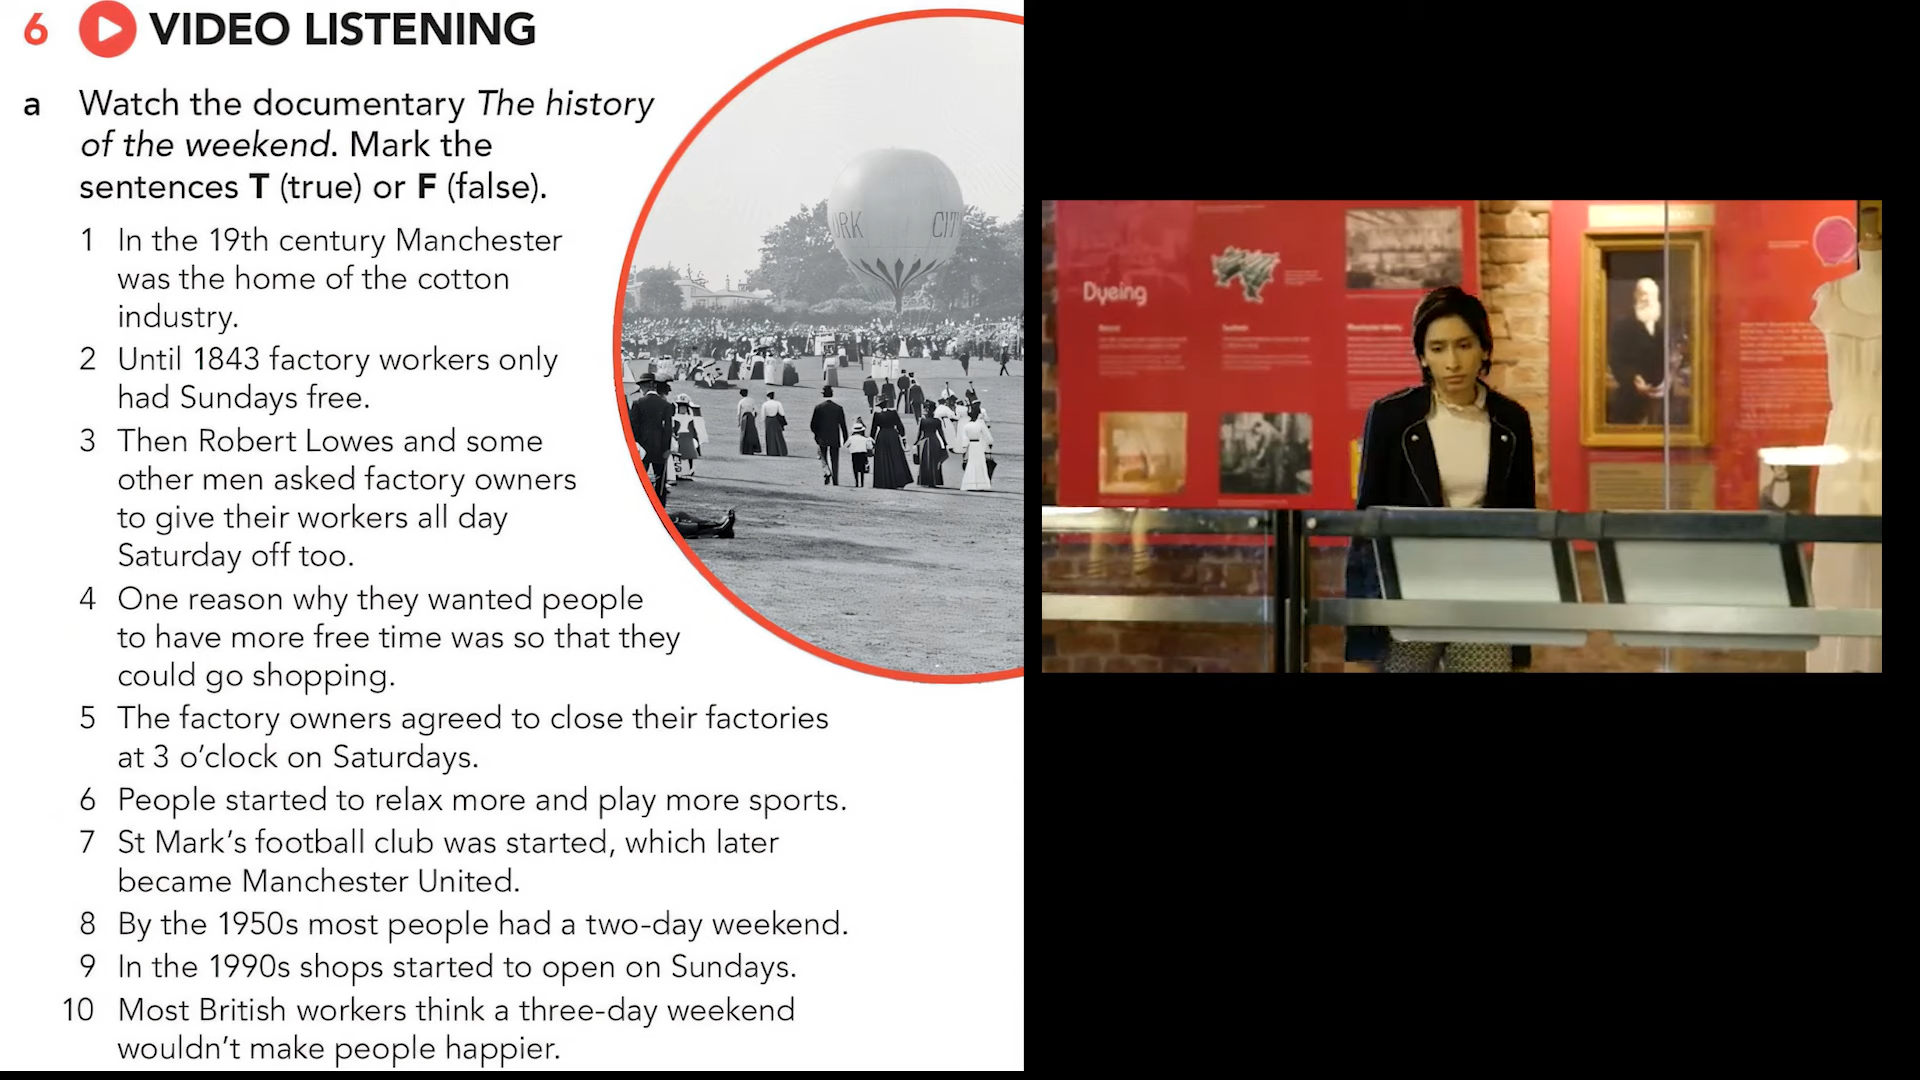 6 VIDEO LISTENING
a Watch the documentary The history
of the weekend. Mark the
sentences T (true) or F (false).
1 In the 19th century Manchester
was the home of the cotton
industry.
2 Until 1843 factory workers only
had Sundays free.
3 Then Robert Lowes and some
other men asked factory owners
to give their workers all day
Saturday off too.
4 One reason why they wanted people
to have more free time was so that they
could go shopping.
5 The factory owners agreed to close their factories
at 3 o’clock on Saturdays.
6 People started to relax more and play more sports.
7 St Mark’s football club was started, which later
became Manchester United.
8 By the 1950s most people had a two-day weekend.
9 In the 1990s shops started to open on Sundays.
10 Most British workers think a three-day weekend
wouldn’t make people happier.
RK CIT
Dyeing